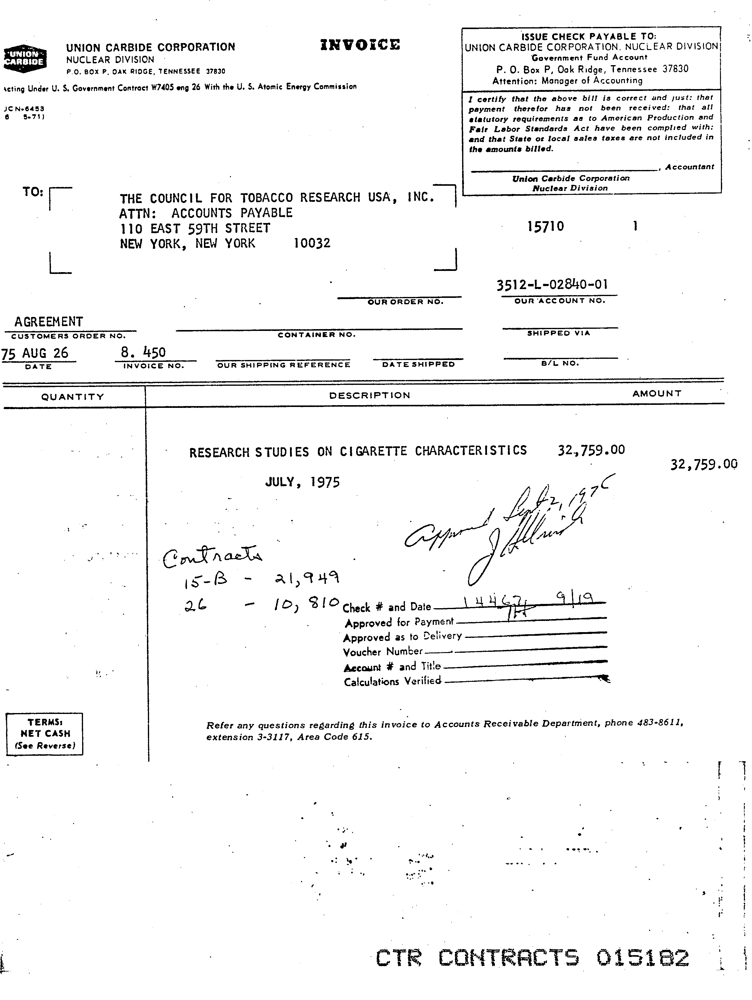 UNION CARBIDE
UNION CARBIDE CORPORATION
NUCLEAR DIVISION
P.O. BOX P, OAK RIDGE, TENNESSEE 37830
INVOICE
acting Under U. S. Government Contract W7405 eng 26 With the U. S. Atomic Energy Commission
JC N-6453
6 5-71)
ISSUE CHECK PAYABLE TO:
UNION CARBIDE CORPORATION, NUCLEAR DIVISION
Government Fund Account
P. O. Box P, Oak Ridge, Tennessee 37830
Attention: Manager of Accounting
I certify that the above bill is correct and just; that
payment therefor has not been received; that all
statutory requirements as to American Production and
Fair Labor Standards Act have been complied with;
and that State or local sales taxes are not included in
the amounts billed.
, Accountant
Union Carbide Corporation
Nuclear Division
TO:
THE COUNCIL FOR TOBACCO RESEARCH USA, INC.
ATTN: ACCOUNTS PAYABLE
110 EAST 59TH STREET
NEW YORK, NEW YORK 10032
15710 1
3512-L-02840-01
OUR ORDER NO. OUR ACCOUNT NO.
AGREEMENT
CUSTOMERS ORDER NO. CONTAINER NO. SHIPPED VIA
75 AUG 26 8. 450
DATE INVOICE NO. OUR SHIPPING REFERENCE DATE SHIPPED B/L NO.
QUANTITY DESCRIPTION AMOUNT
RESEARCH STUDIES ON CIGARETTE CHARACTERISTICS 32,759.00
32,759.00
JULY, 1975
Approved Sept 2, 1975
Contracts
15-B - 21,949
26 - 10,810
Check # and Date 14467 9/19
Approved for Payment
Approved as to Delivery
Voucher Number
Account # and Title
Calculations Verified
TERMS:
NET CASH
(See Reverse)
Refer any questions regarding this invoice to Accounts Receivable Department, phone 483-8611,
extension 3-3117, Area Code 615.
CTR CONTRACTS 015182